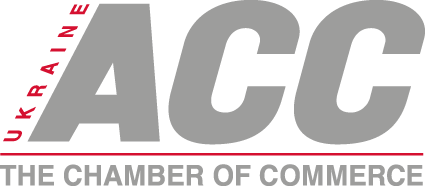 UKRAINE
ACC
THE CHAMBER OF COMMERCE